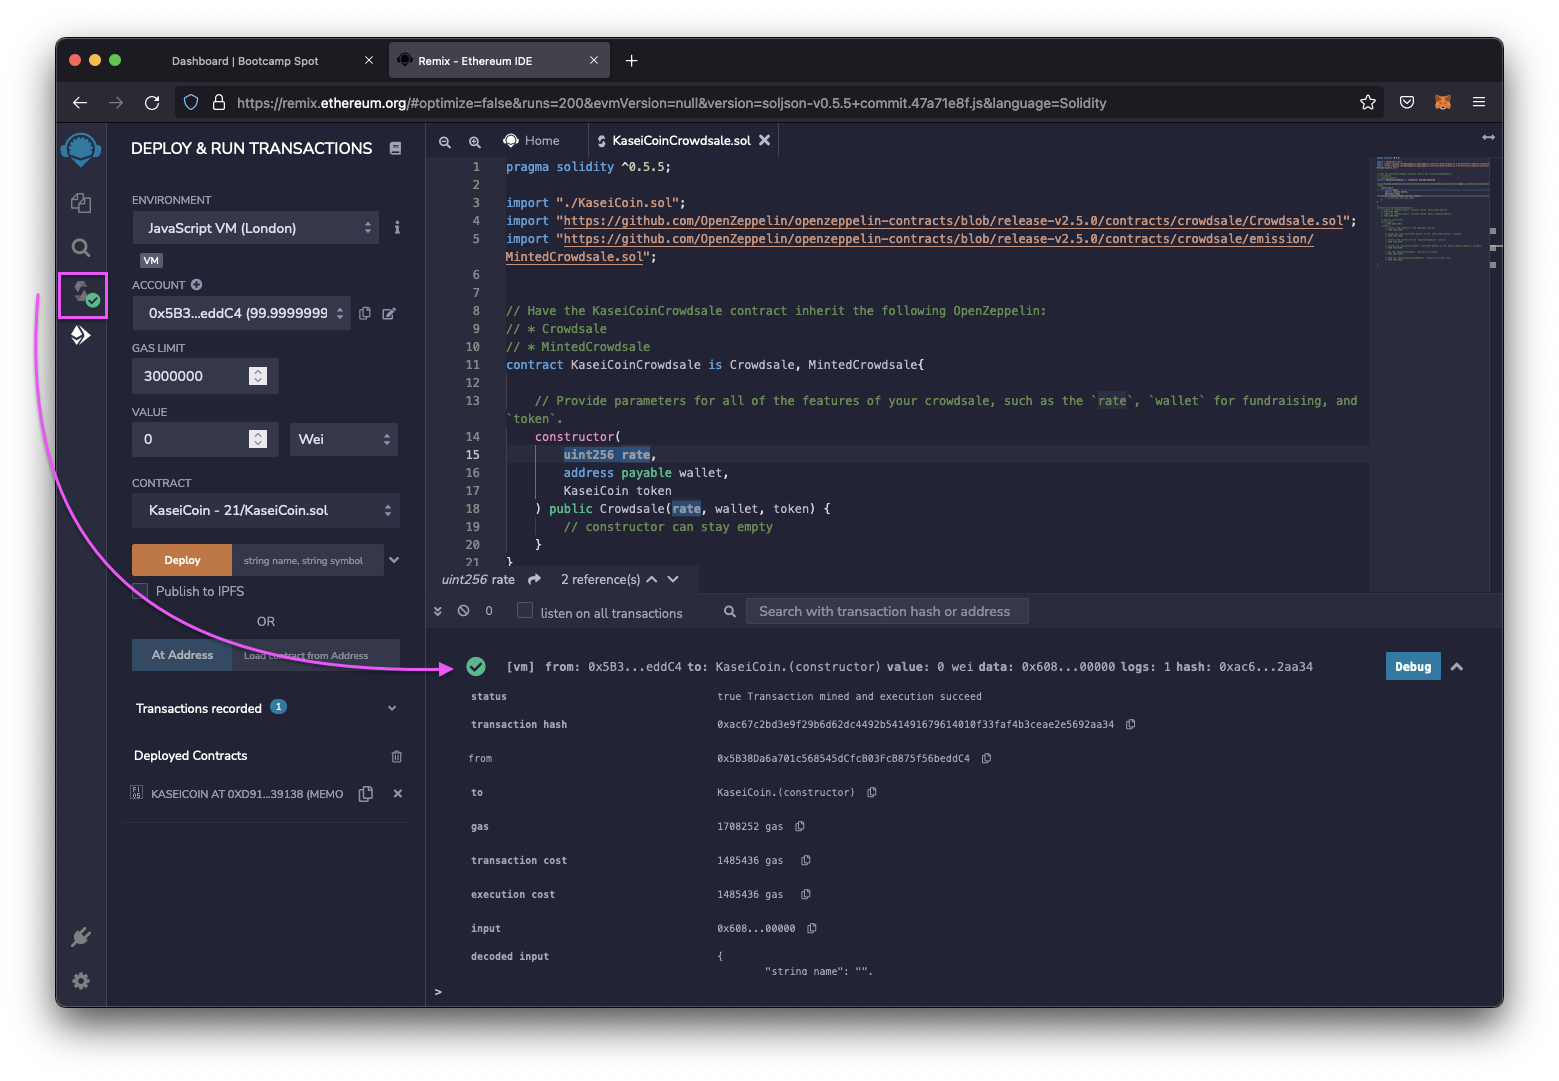 Dashboard | Bootcamp Spot
Remix - Ethereum IDE
https://remix.ethereum.org/#optimize=false&runs=200&evmVersion=null&version=soljson-v0.5.5+commit.47a71e8f.js&language=Solidity
DEPLOY & RUN TRANSACTIONS
ENVIRONMENT
JavaScript VM (London)
VM
ACCOUNT
0x5B3...eddC4 (99.9999999
GAS LIMIT
3000000
VALUE
0
Wei
CONTRACT
KaseiCoin - 21/KaseiCoin.sol
Deploy
string name, string symbol
Publish to IPFS
OR
At Address
Load contract from Address
Transactions recorded 1
Deployed Contracts
KASEICOIN AT 0XD91...39138 (MEMO
Home
KaseiCoinCrowdsale.sol
1 pragma solidity ^0.5.5;
2
3 import "./KaseiCoin.sol";
4 import "https://github.com/OpenZeppelin/openzeppelin-contracts/blob/release-v2.5.0/contracts/crowdsale/Crowdsale.sol";
5 import "https://github.com/OpenZeppelin/openzeppelin-contracts/blob/release-v2.5.0/contracts/crowdsale/emission/
MintedCrowdsale.sol";
6
7
8 // Have the KaseiCoinCrowdsale contract inherit the following OpenZeppelin:
9 // * Crowdsale
10 // * MintedCrowdsale
11 contract KaseiCoinCrowdsale is Crowdsale, MintedCrowdsale{
12
13 // Provide parameters for all of the features of your crowdsale, such as the `rate`, `wallet` for fundraising, and
`token`.
14 constructor(
15 uint256 rate,
16 address payable wallet,
17 KaseiCoin token
18 ) public Crowdsale(rate, wallet, token) {
19 // constructor can stay empty
20 }
21 }
uint256 rate
2 reference(s)
0
listen on all transactions
Search with transaction hash or address
[vm] from: 0x5B3...eddC4 to: KaseiCoin.(constructor) value: 0 wei data: 0x608...00000 logs: 1 hash: 0xac6...2aa34
Debug
status true Transaction mined and execution succeed
transaction hash 0xac67c2bd3e9f29b6d62dc4492b541491679614010f33faf4b3ceae2e5692aa34
from 0x5B38Da6a701c568545dCfcB03FcB875f56beddC4
to KaseiCoin.(constructor)
gas 1708252 gas
transaction cost 1485436 gas
execution cost 1485436 gas
input 0x608...00000
decoded input {
"string name": "",
>